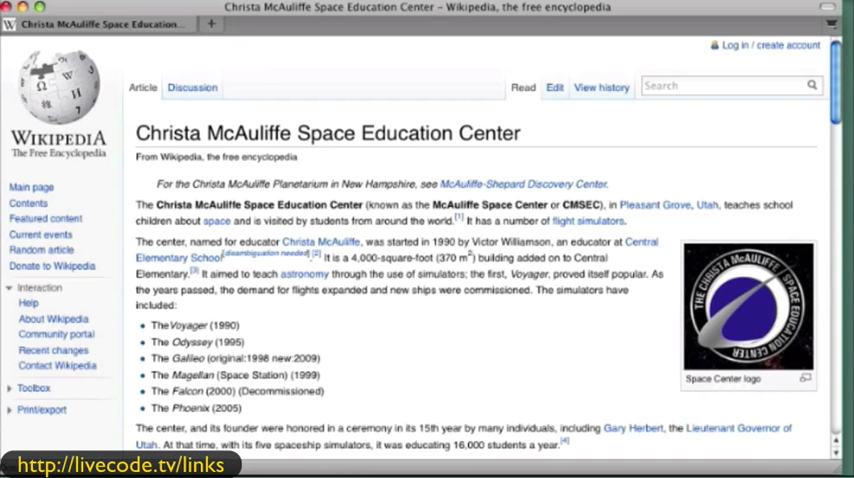 Christa McAuliffe Space Education Center – Wikipedia, the free encyclopedia
W Christa McAuliffe Space Education... +
Log in / create account
Article Discussion Read Edit View history Search
WIKIPEDIA
The Free Encyclopedia
Main page
Contents
Featured content
Current events
Random article
Donate to Wikipedia
Interaction
Help
About Wikipedia
Community portal
Recent changes
Contact Wikipedia
Toolbox
Print/export
Christa McAuliffe Space Education Center
From Wikipedia, the free encyclopedia
For the Christa McAuliffe Planetarium in New Hampshire, see McAuliffe-Shepard Discovery Center.
The Christa McAuliffe Space Education Center (known as the McAuliffe Space Center or CMSEC), in Pleasant Grove, Utah, teaches school
children about space and is visited by students from around the world.[1] It has a number of flight simulators.
The center, named for educator Christa McAuliffe, was started in 1990 by Victor Williamson, an educator at Central
Elementary School[disambiguation needed].[2] It is a 4,000-square-foot (370 m2) building added on to Central
Elementary.[3] It aimed to teach astronomy through the use of simulators; the first, Voyager, proved itself popular. As
the years passed, the demand for flights expanded and new ships were commissioned. The simulators have
included:
• TheVoyager (1990)
• The Odyssey (1995)
• The Galileo (original:1998 new:2009)
• The Magellan (Space Station) (1999)
• The Falcon (2000) (Decommissioned)
• The Phoenix (2005)
THE CHRISTA McAULIFFE SPACE EDUCATION CENTER
Space Center logo
The center, and its founder were honored in a ceremony in its 15th year by many individuals, including Gary Herbert, the Lieutenant Governor of
Utah. At that time, with its five spaceship simulators, it was educating 16,000 students a year.[4]
http://livecode.tv/links